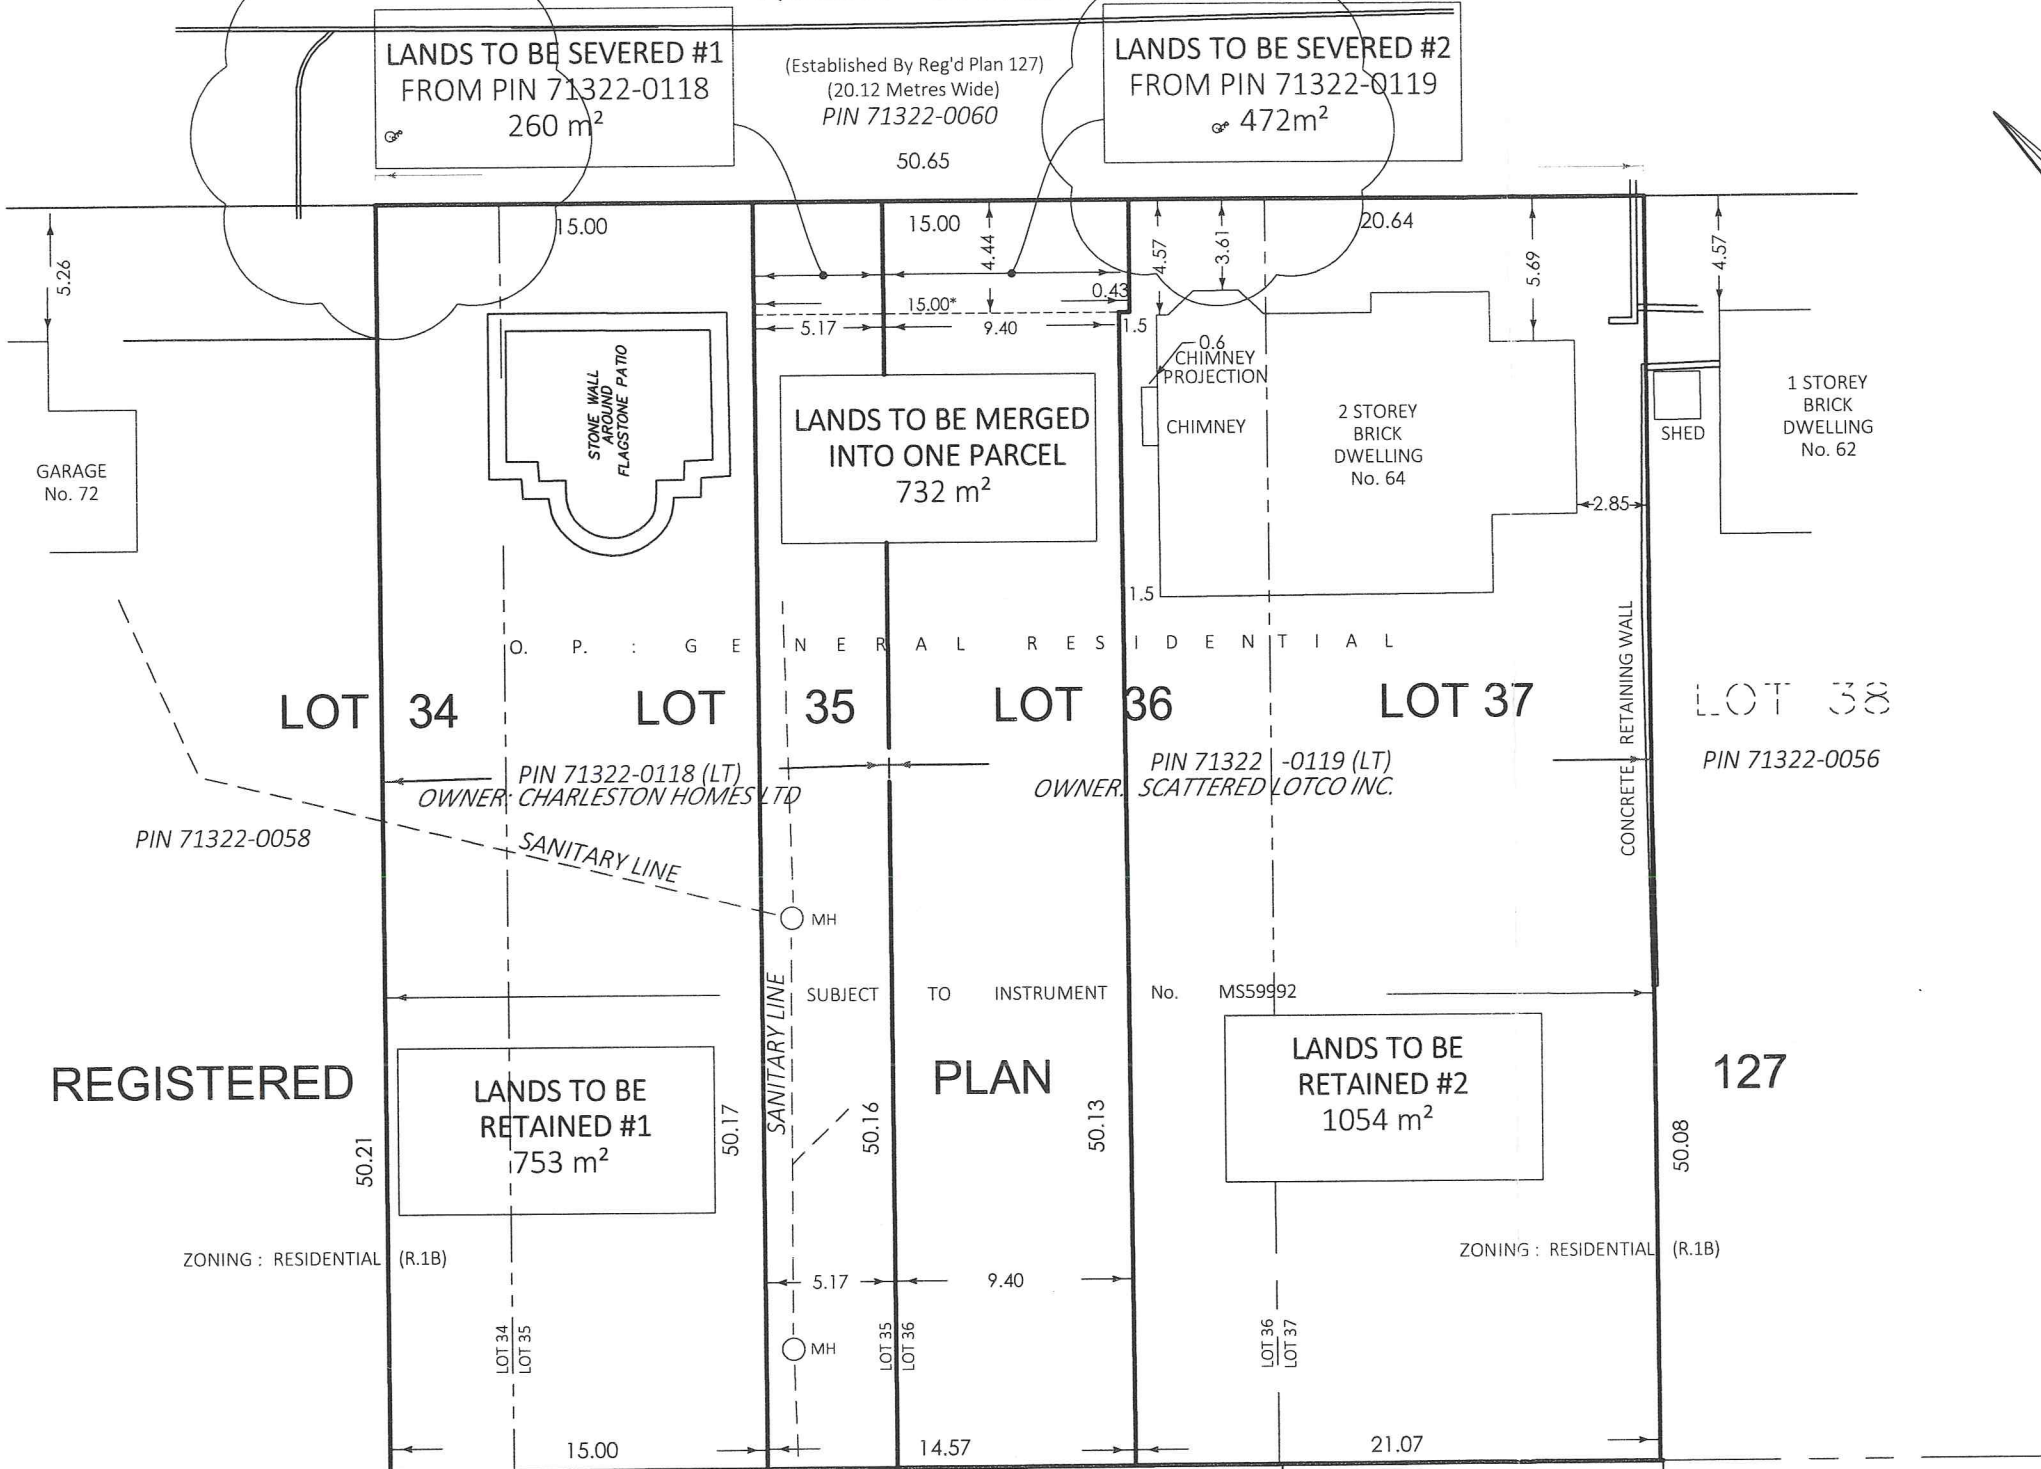 LANDS TO BE SEVERED #1
FROM PIN 71322-0118
260 m²
(Established By Reg'd Plan 127)
(20.12 Metres Wide)
PIN 71322-0060
50.65
LANDS TO BE SEVERED #2
FROM PIN 71322-0119
472m²
5.26
15.00
15.00
4.44
4.57
3.61
20.64
5.69
4.57
15.00*
0.43
5.17
9.40
1.5
0.6
CHIMNEY
PROJECTION
CHIMNEY
STONE WALL
AROUND
FLAGSTONE PATIO
LANDS TO BE MERGED
INTO ONE PARCEL
732 m²
2 STOREY
BRICK
DWELLING
No. 64
SHED
1 STOREY
BRICK
DWELLING
No. 62
GARAGE
No. 72
2.85
1.5
O. P. : GENERAL RESIDENTIAL
LOT 34
LOT 35
LOT 36
LOT 37
LOT 38
CONCRETE RETAINING WALL
PIN 71322-0118 (LT)
OWNER: CHARLESTON HOMES LTD
PIN 71322-0119 (LT)
OWNER: SCATTERED LOTCO INC.
PIN 71322-0056
PIN 71322-0058
SANITARY LINE
MH
SUBJECT TO INSTRUMENT No. MS59992
SANITARY LINE
REGISTERED PLAN 127
LANDS TO BE
RETAINED #1
753 m²
LANDS TO BE
RETAINED #2
1054 m²
50.21
50.17
50.16
50.13
50.08
ZONING : RESIDENTIAL (R.1B)
ZONING : RESIDENTIAL (R.1B)
5.17
9.40
LOT 34
LOT 35
MH
LOT 35
LOT 36
LOT 36
LOT 37
15.00
14.57
21.07